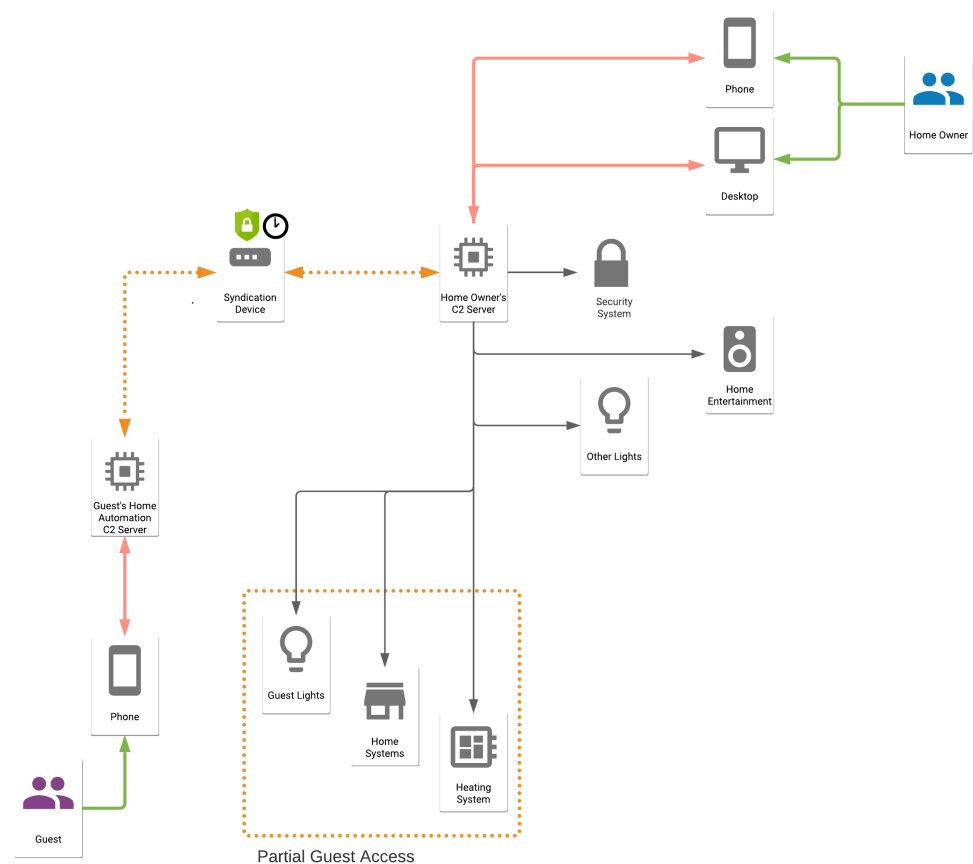 Phone
Home Owner
Desktop
Syndication
Device
Home Owner's
C2 Server
Security
System
Home
Entertainment
Other Lights
Guest's Home
Automation
C2 Server
Guest Lights
Phone
Home
Systems
Heating
System
Guest
Partial Guest Access